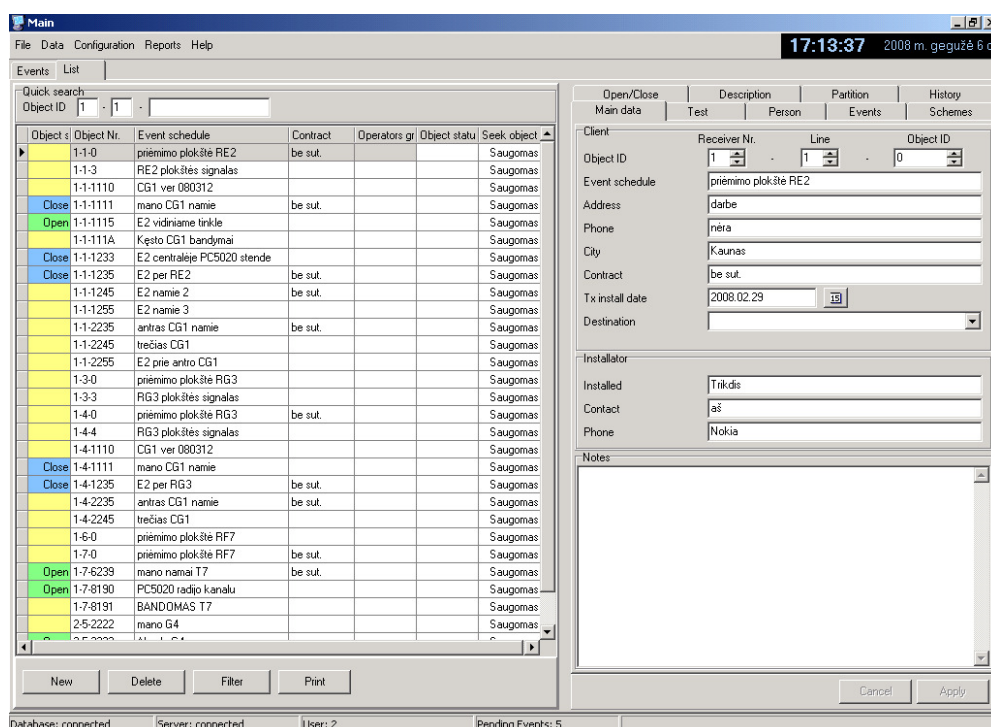 Main
File Data Configuration Reports Help
17:13:37 2008 m. gegužė 6 d
Events List
Quick search
Object ID 1 - 1 -
Object s Object Nr. Event schedule Contract Operators gr Object statu Seek object
1-1-0 priėmimo plokštė RE2 be sut. Saugomas
1-1-3 RE2 plokštės signalas Saugomas
1-1-1110 CG1 ver 080312 Saugomas
Close 1-1-1111 mano CG1 namie be sut. Saugomas
Open 1-1-1115 E2 vidiniame tinkle Saugomas
1-1-111A Kęsto CG1 bandymai Saugomas
Close 1-1-1233 E2 centralėje PC5020 stende Saugomas
Close 1-1-1235 E2 per RE2 be sut. Saugomas
1-1-1245 E2 namie 2 be sut. Saugomas
1-1-1255 E2 namie 3 Saugomas
1-1-2235 antras CG1 namie be sut. Saugomas
1-1-2245 trečias CG1 Saugomas
1-1-2255 E2 prie antro CG1 Saugomas
1-3-0 priėmimo plokštė RG3 Saugomas
1-3-3 RG3 plokštės signalas Saugomas
1-4-0 priėmimo plokštė RG3 be sut. Saugomas
1-4-4 RG3 plokštės signalas Saugomas
1-4-1110 CG1 ver 080312 Saugomas
Close 1-4-1111 mano CG1 namie Saugomas
Close 1-4-1235 E2 per RG3 be sut. Saugomas
1-4-2235 antras CG1 namie be sut. Saugomas
1-4-2245 trečias CG1 Saugomas
1-6-0 priėmimo plokštė RF7 Saugomas
1-7-0 priėmimo plokštė RF7 be sut. Saugomas
Open 1-7-6239 mano namai T7 be sut. Saugomas
Open 1-7-8190 PC5020 radijo kanalu Saugomas
1-7-8191 BANDOMAS T7 Saugomas
2-5-2222 mano G4 Saugomas
New Delete Filter Print
Open/Close Description Partition History
Main data Test Person Events Schemes
Client
Receiver Nr. Line Object ID
Object ID 1 - 1 - 0
Event schedule priėmimo plokštė RE2
Address darbe
Phone nėra
City Kaunas
Contract be sut.
Tx install date 2008.02.29 15
Destination
Installator
Installed Trikdis
Contact aš
Phone Nokia
Notes
Cancel Apply
Database: connected Server: connected User: 2 Pending Events: 5